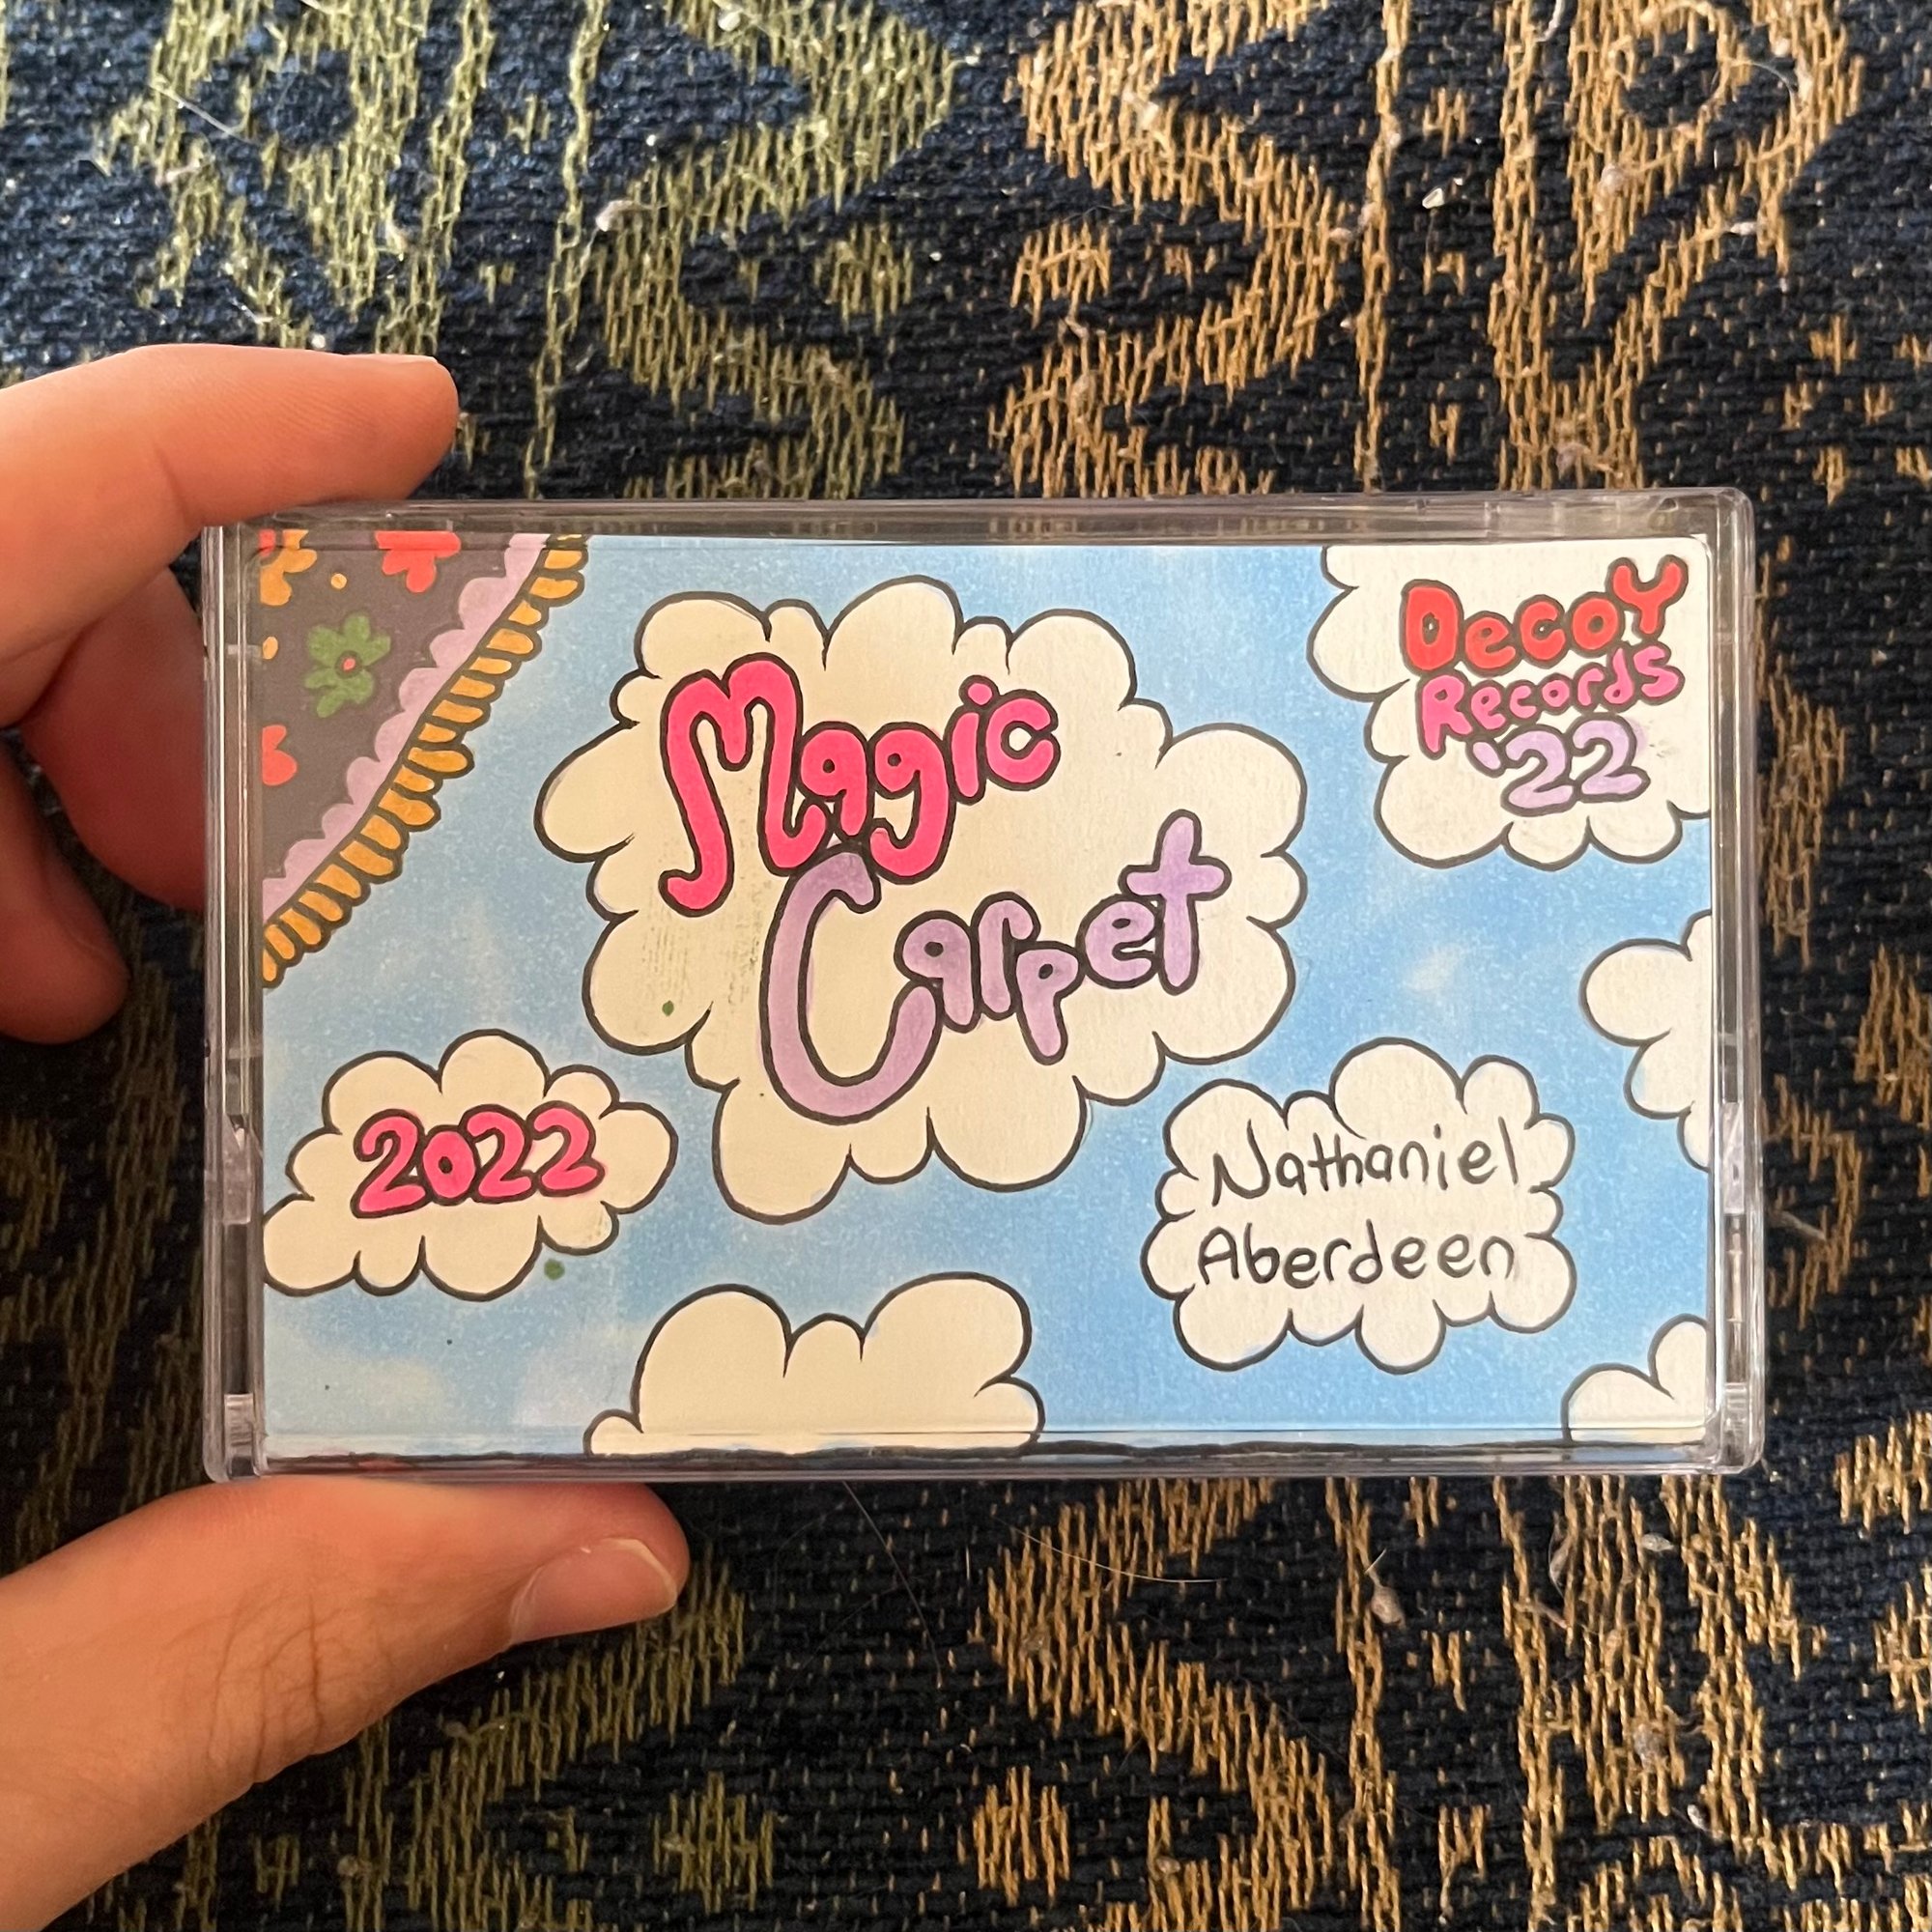 Magic
Carpet
Decoy
Records
'22
2022
Nathaniel
Aberdeen